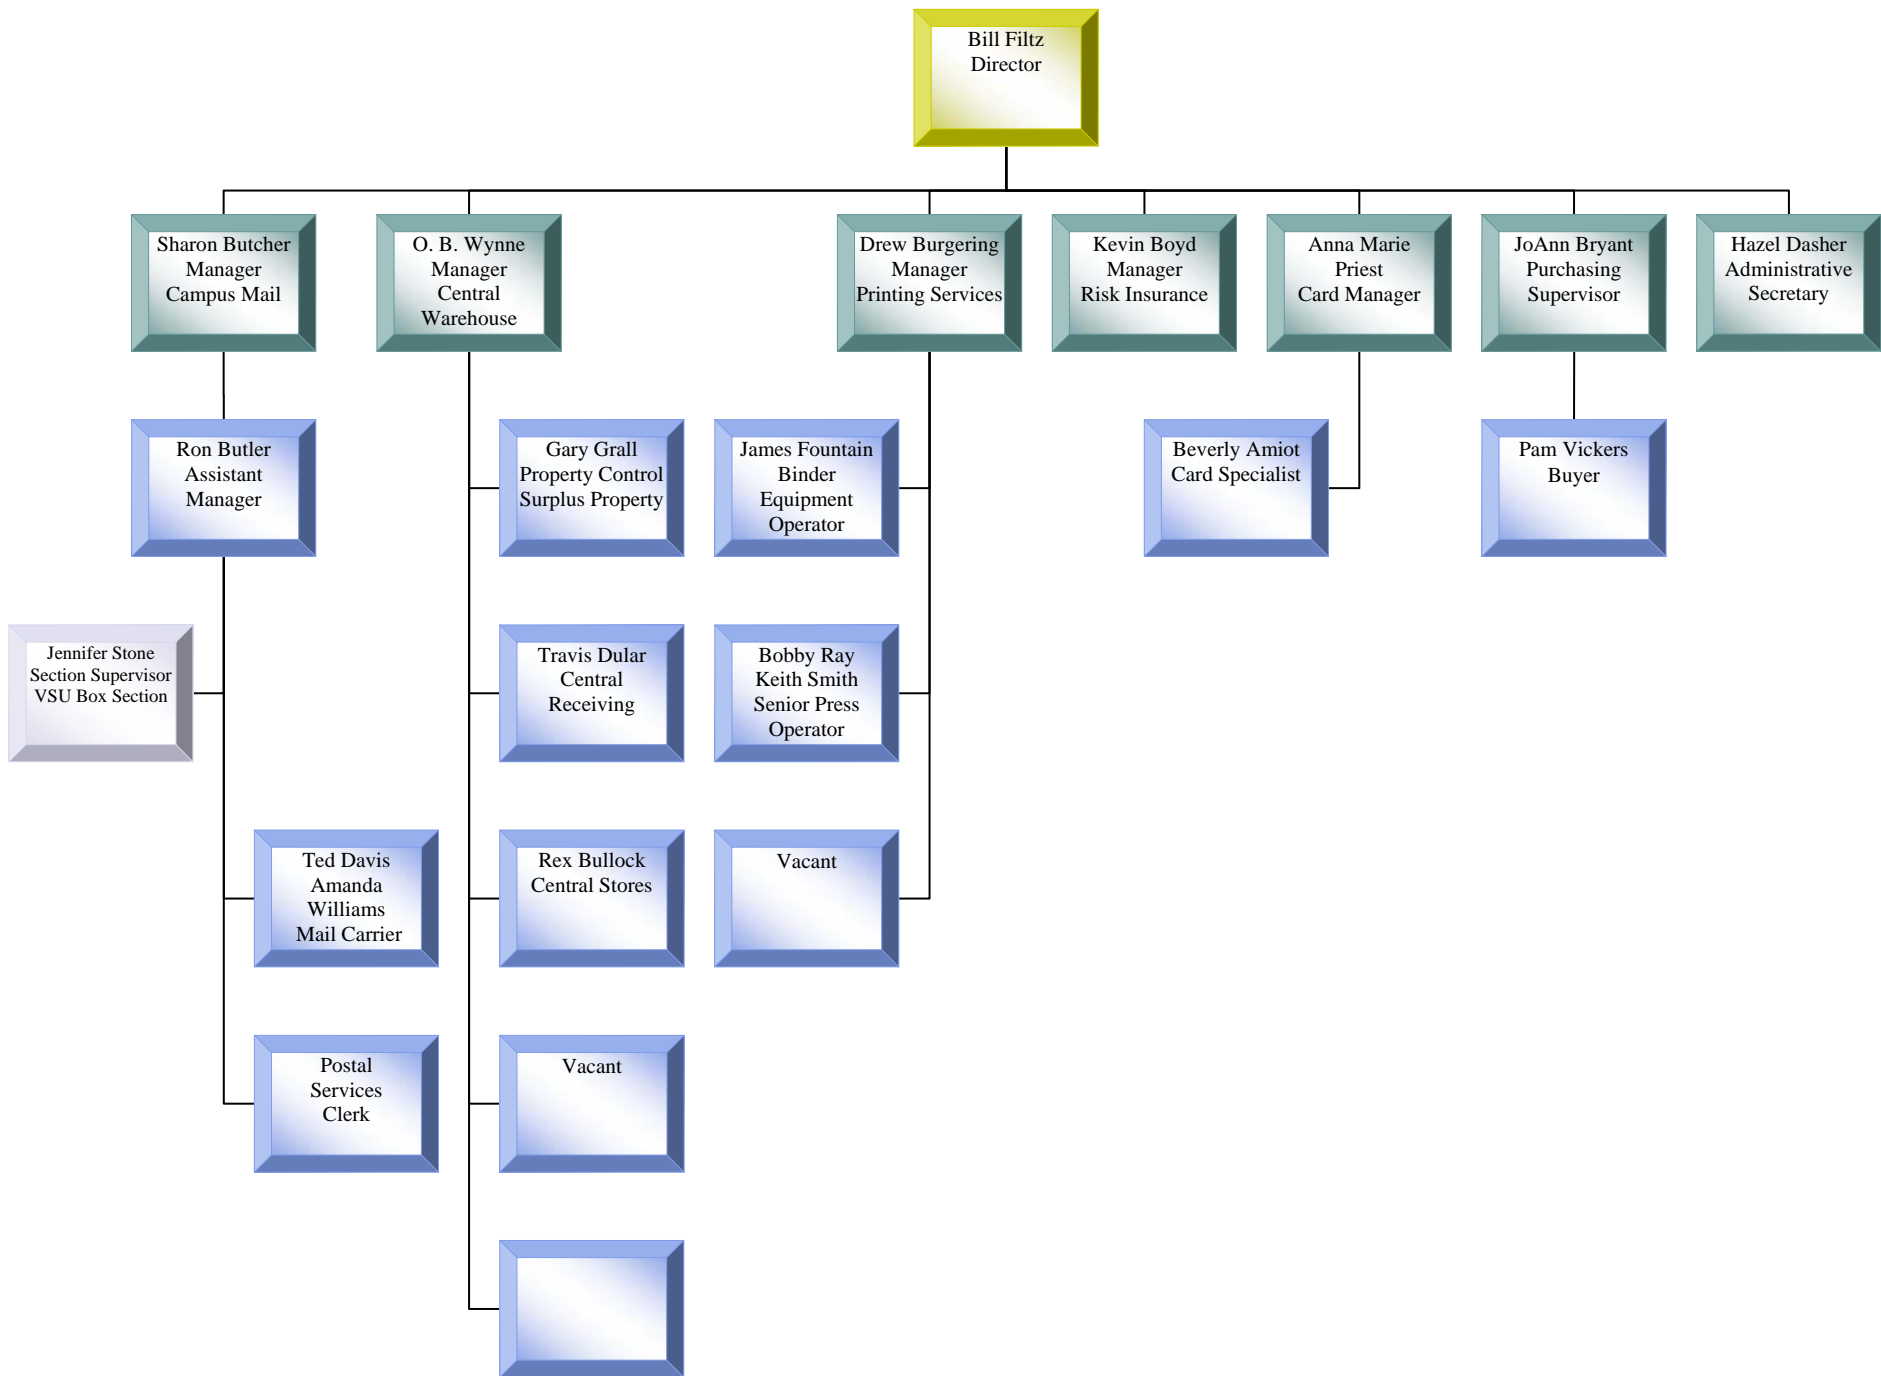 Bill Filtz
Director
Sharon Butcher
Manager
Campus Mail
O. B. Wynne
Manager
Central
Warehouse
Drew Burgering
Manager
Printing Services
Kevin Boyd
Manager
Risk Insurance
Anna Marie
Priest
Card Manager
JoAnn Bryant
Purchasing
Supervisor
Hazel Dasher
Administrative
Secretary
Ron Butler
Assistant
Manager
Gary Grall
Property Control
Surplus Property
James Fountain
Binder
Equipment
Operator
Beverly Amiot
Card Specialist
Pam Vickers
Buyer
Jennifer Stone
Section Supervisor
VSU Box Section
Travis Dular
Central
Receiving
Bobby Ray
Keith Smith
Senior Press
Operator
Ted Davis
Amanda
Williams
Mail Carrier
Rex Bullock
Central Stores
Vacant
Postal
Services
Clerk
Vacant